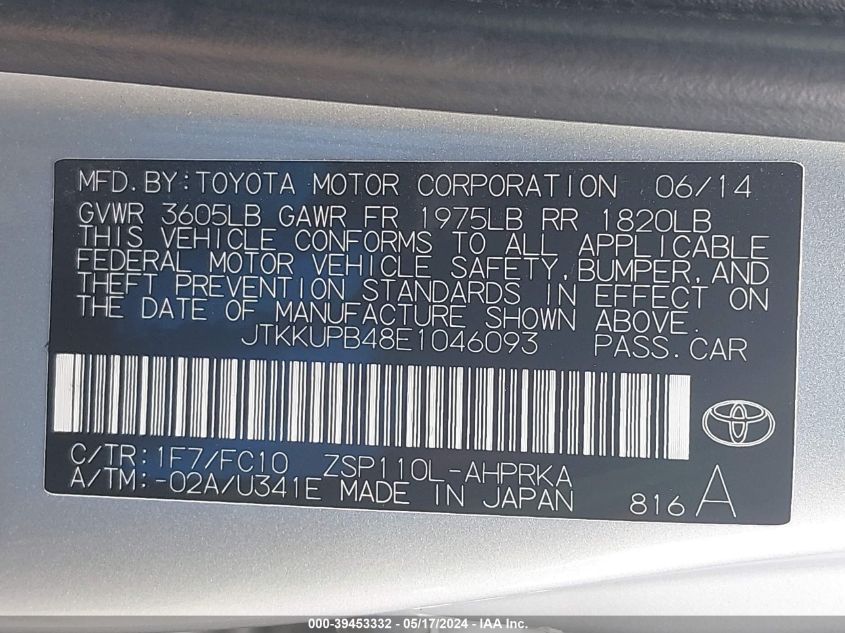 MFD.BY:TOYOTA MOTOR CORPORATION 06/14
GVWR 3605LB GAWR FR 1975LB RR 1820LB
THIS VEHICLE CONFORMS TO ALL APPLICABLE
FEDERAL MOTOR VEHICLE SAFETY,BUMPER,AND
THEFT PREVENTION STANDARDS IN EFFECT ON
THE DATE OF MANUFACTURE SHOWN ABOVE.
JTKKUPB48E1046093 PASS.CAR
C/TR:1F7/FC10 ZSP110L-AHPRKA
A/TM:-02A/U341E MADE IN JAPAN 816 A
000-39453332 - 05/17/2024 - IAA Inc.